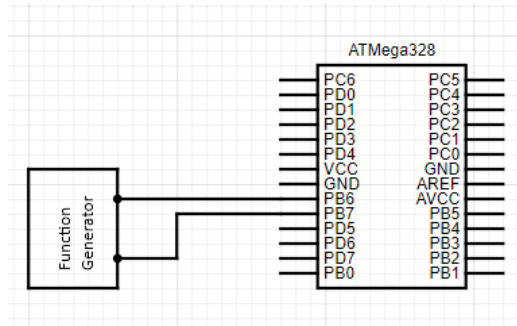 ATMega328
PC6 PC5
PD0 PC4
PD1 PC3
PD2 PC2
PD3 PC1
PD4 PC0
VCC GND
GND AREF
PB6 AVCC
PB7 PB5
PD5 PB4
PD6 PB3
PD7 PB2
PB0 PB1
Function
Generator